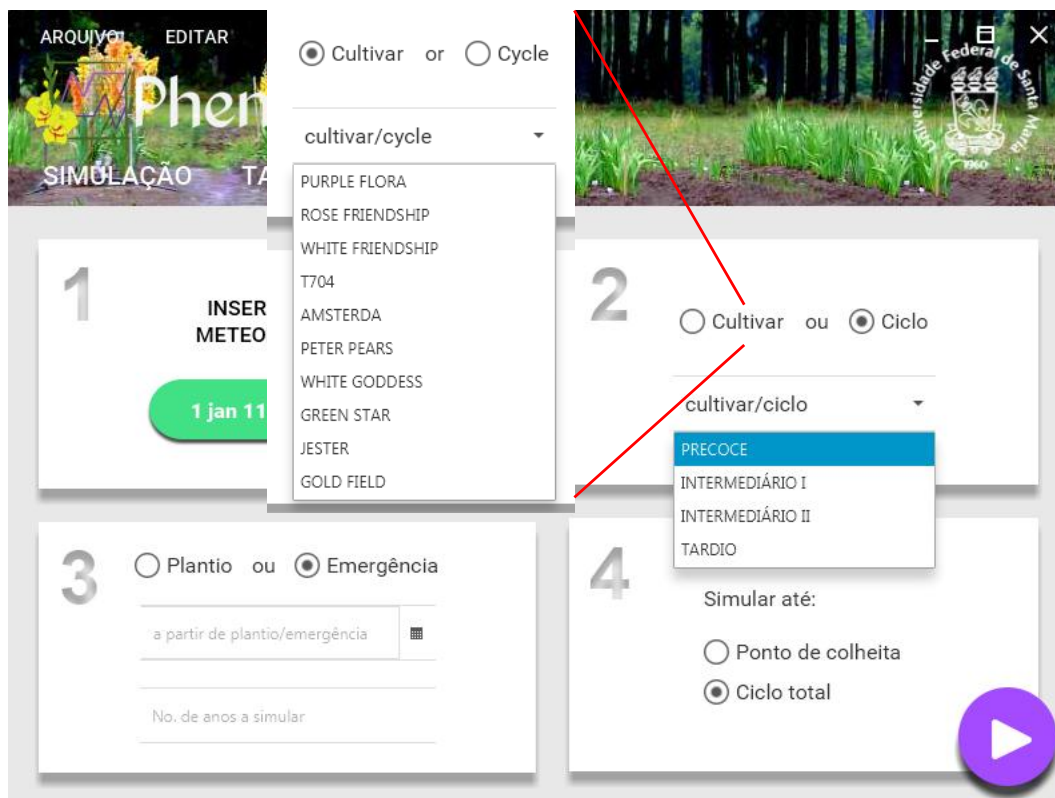 ARQUIVO EDITAR
Phen
SIMULAÇÃO TA
Universidade Federal de Santa Maria
1960
Cultivar or Cycle
cultivar/cycle
PURPLE FLORA
ROSE FRIENDSHIP
WHITE FRIENDSHIP
T704
AMSTERDA
PETER PEARS
WHITE GODDESS
GREEN STAR
JESTER
GOLD FIELD
1
INSER
METEO
1 jan 11
2
Cultivar ou Ciclo
cultivar/ciclo
PRECOCE
INTERMEDIÁRIO I
INTERMEDIÁRIO II
TARDIO
3
Plantio ou Emergência
a partir de plantio/emergência
No. de anos a simular
4
Simular até:
Ponto de colheita
Ciclo total